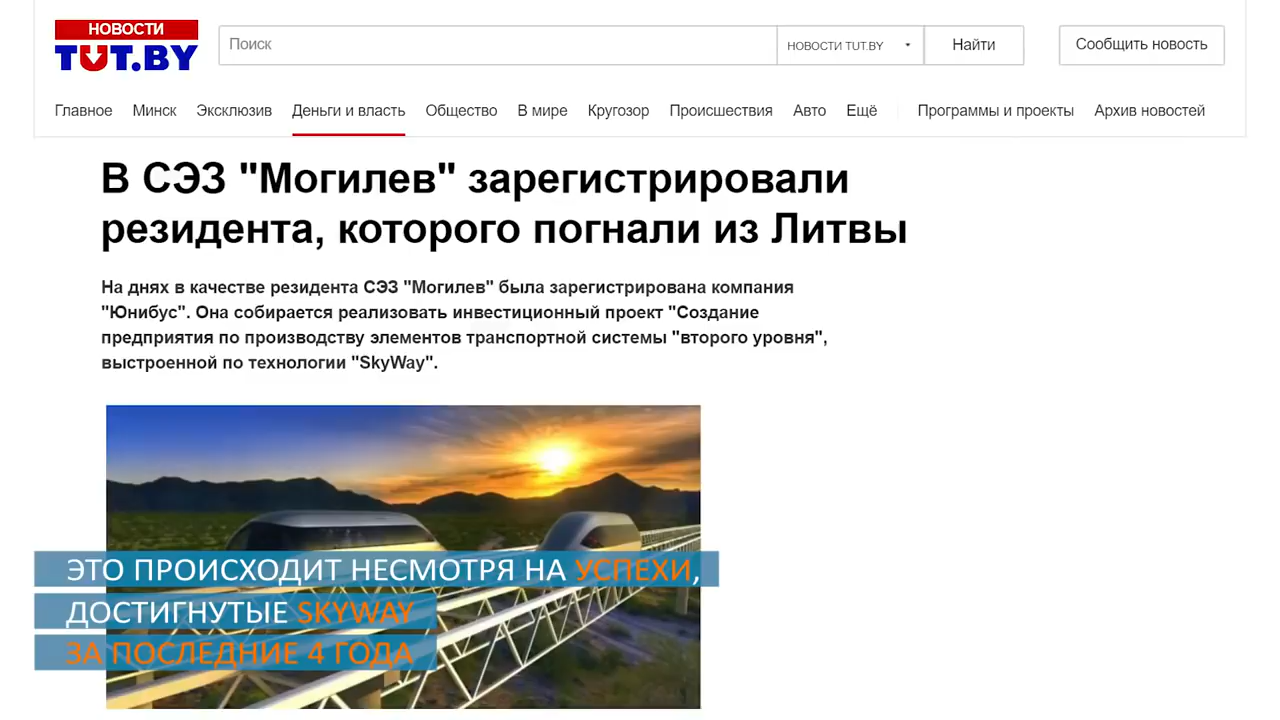 НОВОСТИ
TUT.BY
Поиск
НОВОСТИ TUT.BY
Найти
Сообщить новость
Главное Минск Эксклюзив Деньги и власть Общество В мире Кругозор Происшествия Авто Ещё Программы и проекты Архив новостей
В СЭЗ "Могилев" зарегистрировали
резидента, которого погнали из Литвы
На днях в качестве резидента СЭЗ "Могилев" была зарегистрирована компания
"Юнибус". Она собирается реализовать инвестиционный проект "Создание
предприятия по производству элементов транспортной системы "второго уровня",
выстроенной по технологии "SkyWay".
ЭТО ПРОИСХОДИТ НЕСМОТРЯ НА УСПЕХИ,
ДОСТИГНУТЫЕ SKYWAY
ЗА ПОСЛЕДНИЕ 4 ГОДА